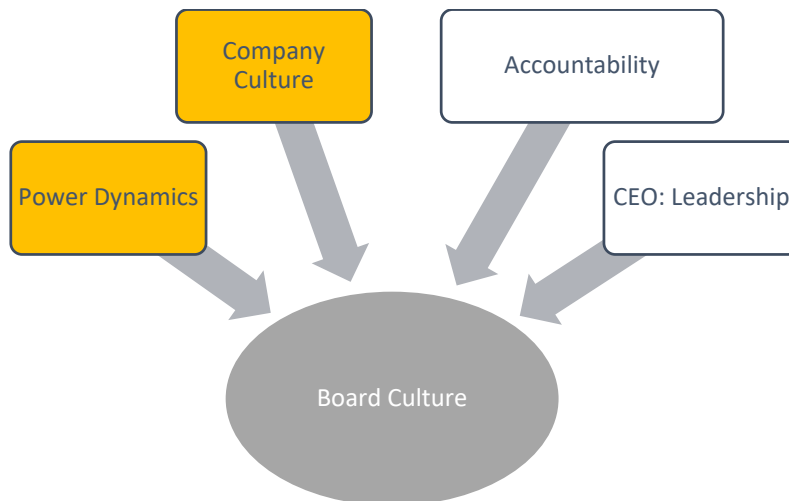 Company
Culture
Accountability
Power Dynamics
CEO: Leadership
Board Culture